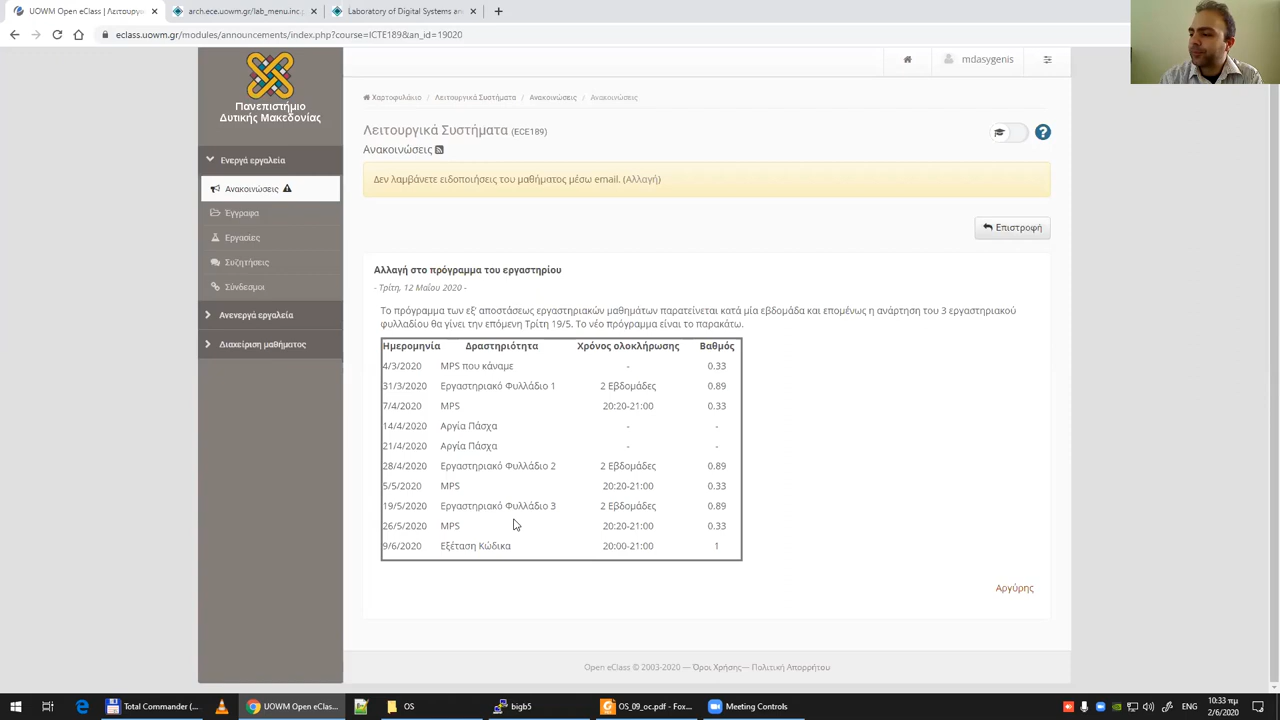 UOWM Open eClass | Λειτουργικ
arch.ece.uowm.gr/lab_menu.inc.p
Laboratory of Digital Systems an
eclass.uowm.gr/modules/announcements/index.php?course=ICTE189&an_id=19020
Πανεπιστήμιο
Δυτικής Μακεδονίας
mdasygenis
Χαρτοφυλάκιο / Λειτουργικά Συστήματα / Ανακοινώσεις / Ανακοινώσεις
Λειτουργικά Συστήματα (ECE189)
Ανακοινώσεις
Ενεργά εργαλεία
Ανακοινώσεις
Έγγραφα
Εργασίες
Συζητήσεις
Σύνδεσμοι
Ανενεργά εργαλεία
Διαχείριση μαθήματος
Δεν λαμβάνετε ειδοποιήσεις του μαθήματος μέσω email. (Αλλαγή)
Επιστροφή
Αλλαγή στο πρόγραμμα του εργαστηρίου
- Τρίτη, 12 Μαΐου 2020 -
Το πρόγραμμα των εξ' αποστάσεως εργαστηριακών μαθημάτων παρατείνεται κατά μία εβδομάδα και επομένως η ανάρτηση του 3 εργαστηριακού
φυλλαδίου θα γίνει την επόμενη Τρίτη 19/5. Το νέο πρόγραμμα είναι το παρακάτω.
Ημερομηνία Δραστηριότητα Χρόνος ολοκλήρωσης Βαθμός
4/3/2020 MPS που κάναμε - 0.33
31/3/2020 Εργαστηριακό Φυλλάδιο 1 2 Εβδομάδες 0.89
7/4/2020 MPS 20:20-21:00 0.33
14/4/2020 Αργία Πάσχα - -
21/4/2020 Αργία Πάσχα - -
28/4/2020 Εργαστηριακό Φυλλάδιο 2 2 Εβδομάδες 0.89
5/5/2020 MPS 20:20-21:00 0.33
19/5/2020 Εργαστηριακό Φυλλάδιο 3 2 Εβδομάδες 0.89
26/5/2020 MPS 20:20-21:00 0.33
9/6/2020 Εξέταση Κώδικα 20:00-21:00 1
Αργύρης
Open eClass © 2003-2020 — Όροι Χρήσης— Πολιτική Απορρήτου
Total Commander (... UOWM Open eClas... OS big5 OS_09_oc.pdf - Fox... Meeting Controls
10:33 πμ
2/6/2020